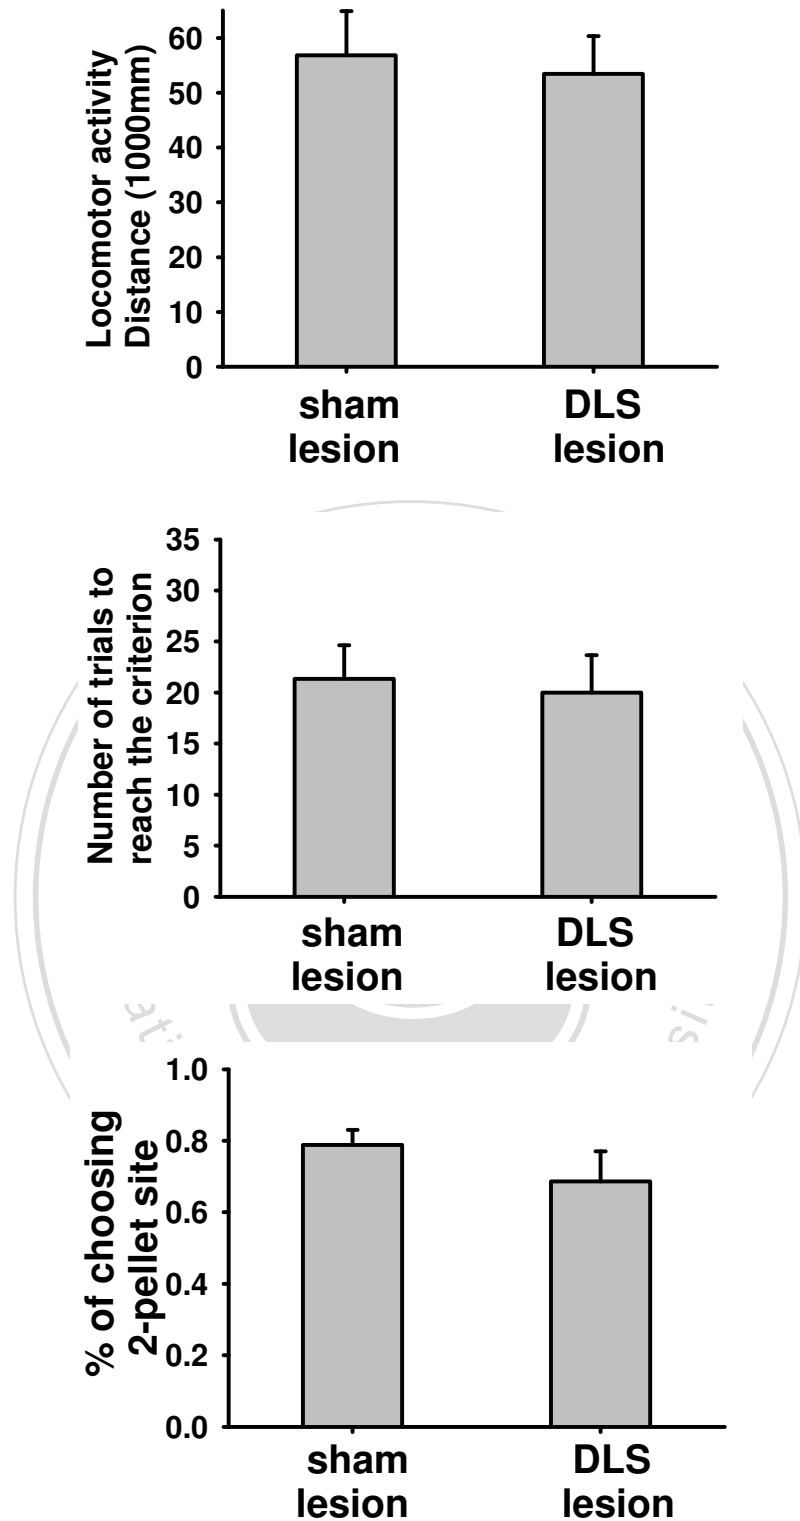 Locomotor activity
Distance (1000mm)
60
50
40
30
20
10
0
sham
lesion
DLS
lesion
Number of trials to
reach the criterion
35
30
25
20
15
10
5
0
sham
lesion
DLS
lesion
% of choosing
2-pellet site
1.0
0.8
0.6
0.4
0.2
0.0
sham
lesion
DLS
lesion